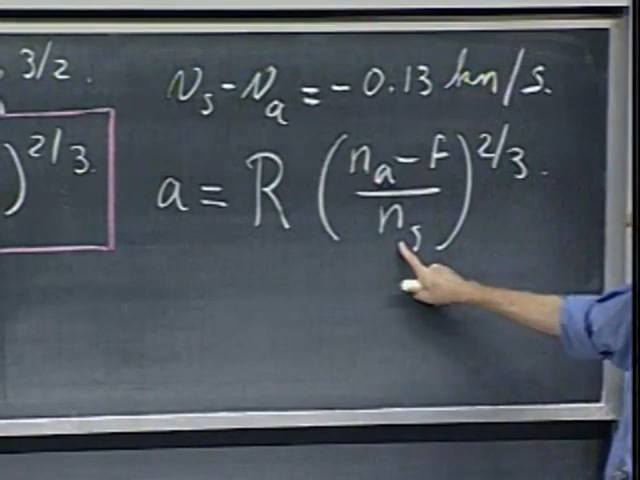 3/2.
)^{2/3}.
v_s - v_a = -0.13 km/s.
a = R ((n_a - f)/n_s)^{2/3}.